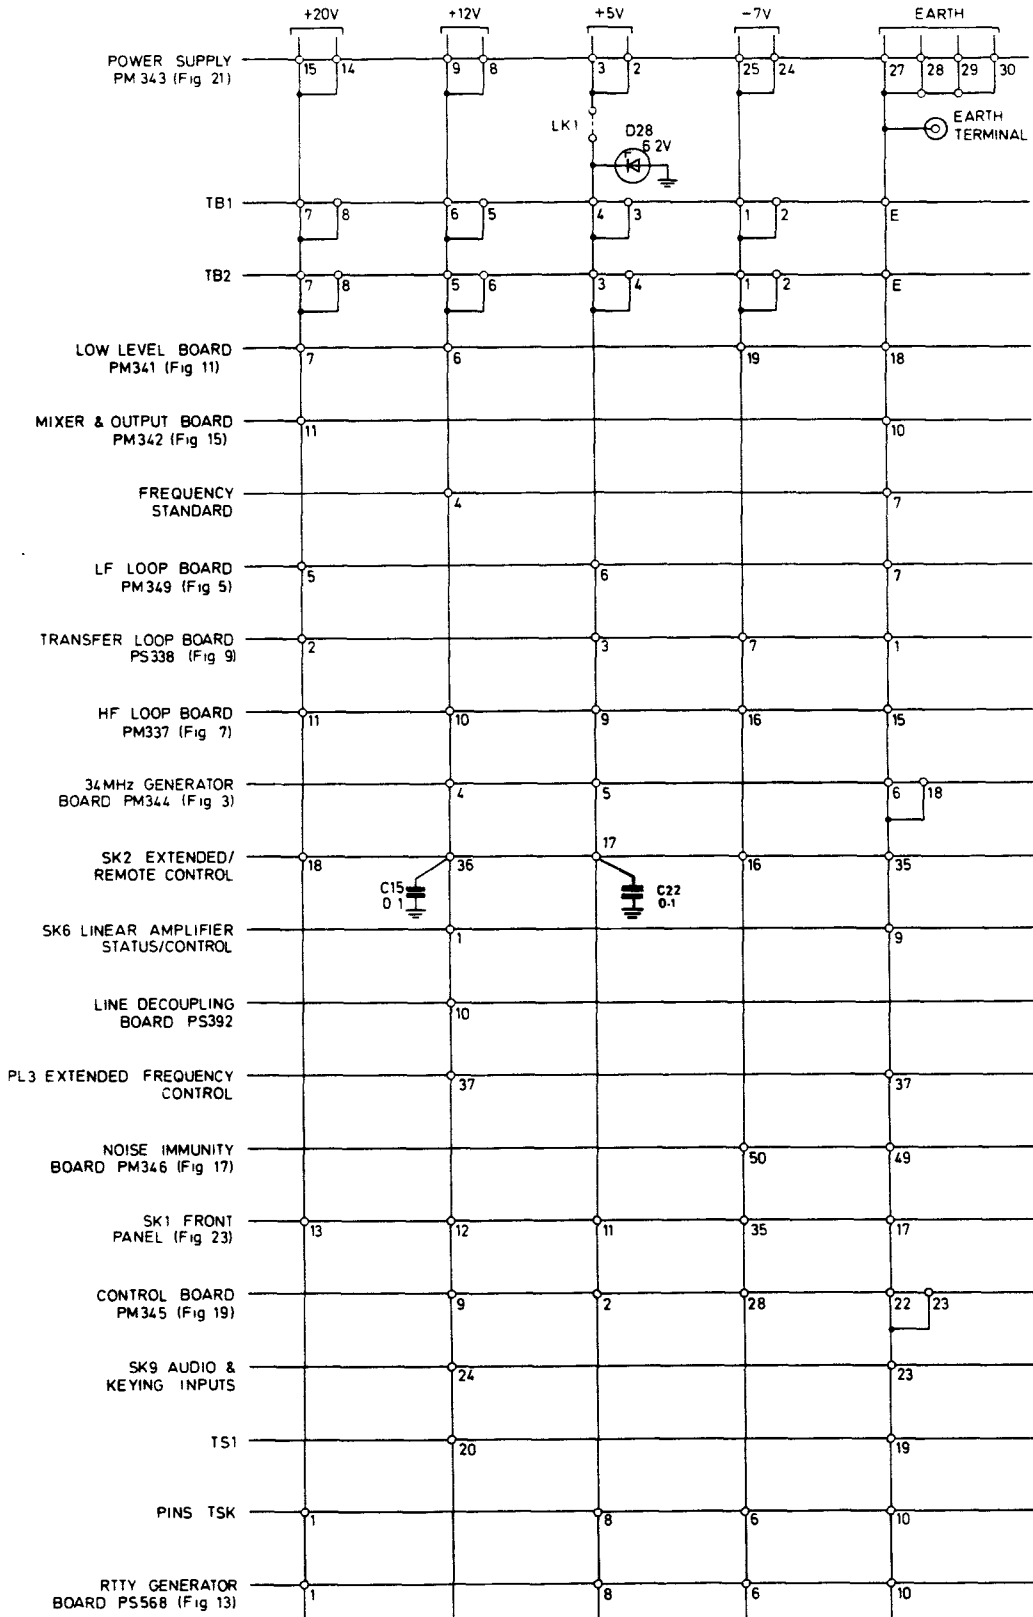 +20V +12V +5V -7V EARTH
POWER SUPPLY 15 14 9 8 3 2 25 24 27 28 29 30
PM 343 (Fig 21)
LK1 D28 EARTH
6 2V TERMINAL
TB1 7 8 6 5 4 3 1 2 E
TB2 7 8 5 6 3 4 1 2 E
LOW LEVEL BOARD 7 6 19 18
PM341 (Fig 11)
MIXER & OUTPUT BOARD 11 10
PM342 (Fig 15)
FREQUENCY 4 7
STANDARD
LF LOOP BOARD 5 6 7
PM349 (Fig 5)
TRANSFER LOOP BOARD 2 3 7 1
PS338 (Fig 9)
HF LOOP BOARD 11 10 9 16 15
PM337 (Fig 7)
34MHz GENERATOR 4 5 6 18
BOARD PM344 (Fig 3)
SK2 EXTENDED/ 18 36 17 16 35
REMOTE CONTROL
C15 C22
0 1 0·1
SK6 LINEAR AMPLIFIER 1 9
STATUS/CONTROL
LINE DECOUPLING 10
BOARD PS392
PL3 EXTENDED FREQUENCY 37 37
CONTROL
NOISE IMMUNITY 50 49
BOARD PM346 (Fig 17)
SK1 FRONT 13 12 11 35 17
PANEL (Fig 23)
CONTROL BOARD 9 2 28 22 23
PM345 (Fig 19)
SK9 AUDIO & 24 23
KEYING INPUTS
TS1 20 19
PINS TSK 1 8 6 10
RTTY GENERATOR 1 8 6 10
BOARD PS568 (Fig 13)